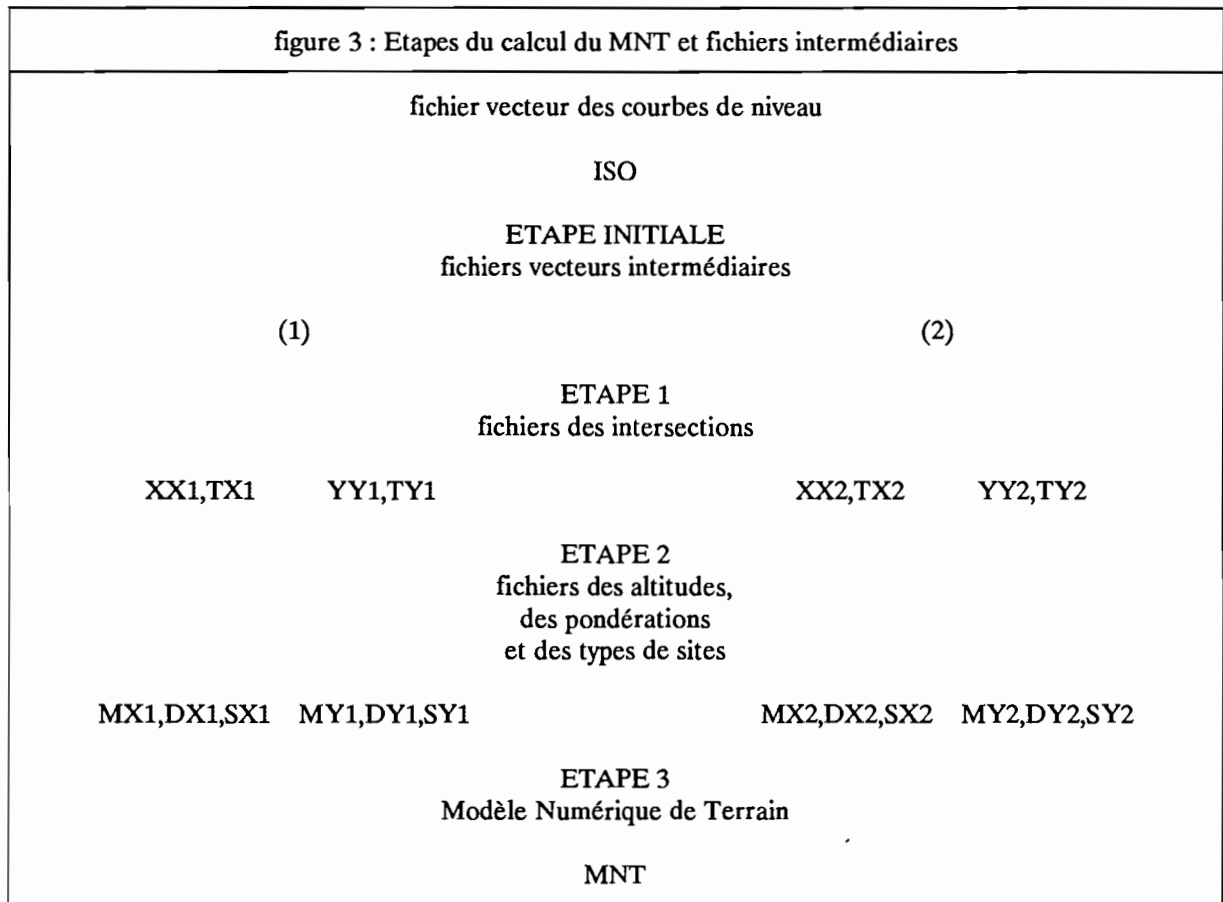 figure 3 : Etapes du calcul du MNT et fichiers intermédiaires
fichier vecteur des courbes de niveau
ISO
ETAPE INITIALE
fichiers vecteurs intermédiaires
(1) (2)
ETAPE 1
fichiers des intersections
XX1,TX1 YY1,TY1 XX2,TX2 YY2,TY2
ETAPE 2
fichiers des altitudes,
des pondérations
et des types de sites
MX1,DX1,SX1 MY1,DY1,SY1 MX2,DX2,SX2 MY2,DY2,SY2
ETAPE 3
Modèle Numérique de Terrain
MNT